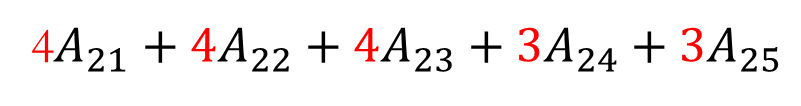 4A₂₁ + 4A₂₂ + 4A₂₃ + 3A₂₄ + 3A₂₅